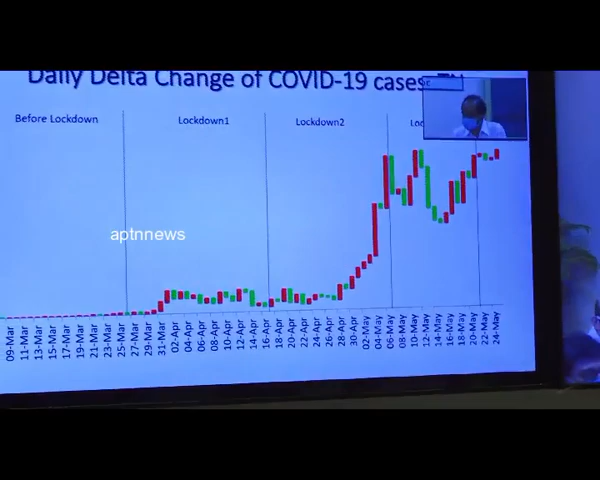 Daily Delta Change of COVID-19 cases
Before Lockdown
Lockdown1
Lockdown2
aptnnews
09-Mar
11-Mar
13-Mar
15-Mar
17-Mar
19-Mar
21-Mar
23-Mar
25-Mar
27-Mar
29-Mar
31-Mar
02-Apr
04-Apr
06-Apr
08-Apr
10-Apr
12-Apr
14-Apr
16-Apr
18-Apr
20-Apr
22-Apr
24-Apr
26-Apr
28-Apr
30-Apr
02-May
04-May
06-May
08-May
10-May
12-May
14-May
16-May
18-May
20-May
22-May
24-May